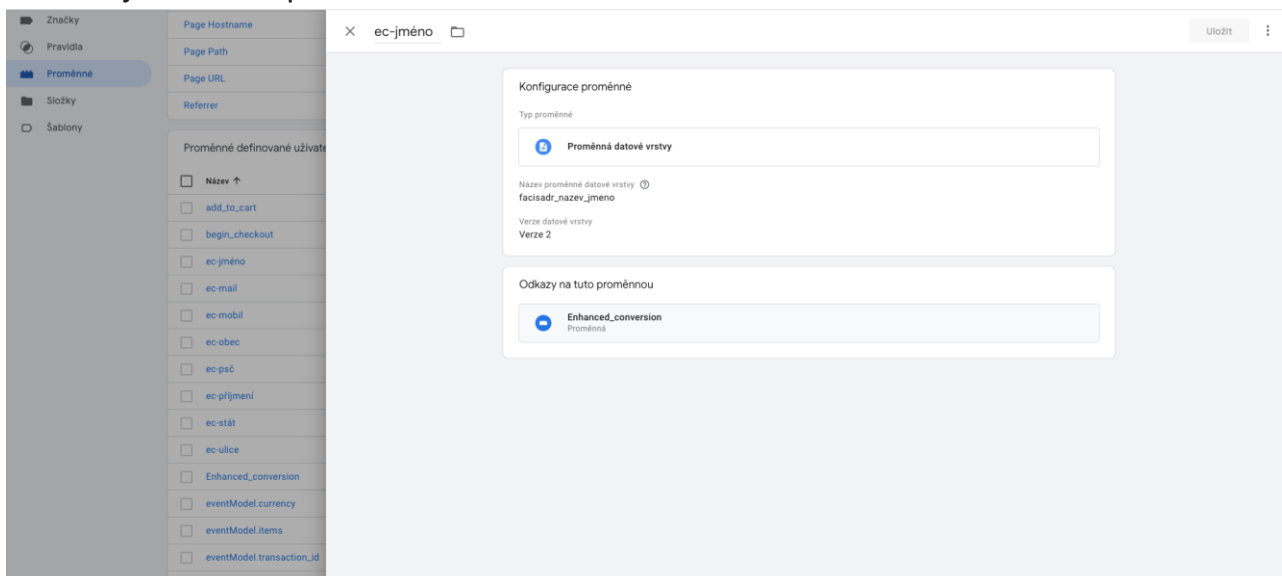 Značky
Pravidla
Proměnné
Složky
Šablony
Page Hostname
Page Path
Page URL
Referrer
Proměnné definované uživate
Název
add_to_cart
begin_checkout
ec-jméno
ec-mail
ec-mobil
ec-obec
ec-psč
ec-příjmení
ec-stát
ec-ulice
Enhanced_conversion
eventModel.currency
eventModel.items
eventModel.transaction_id
ec-jméno
Uložit
Konfigurace proměnné
Typ proměnné
Proměnná datové vrstvy
Název proměnné datové vrstvy
facisadr_nazev_jmeno
Verze datové vrstvy
Verze 2
Odkazy na tuto proměnnou
Enhanced_conversion
Proměnná